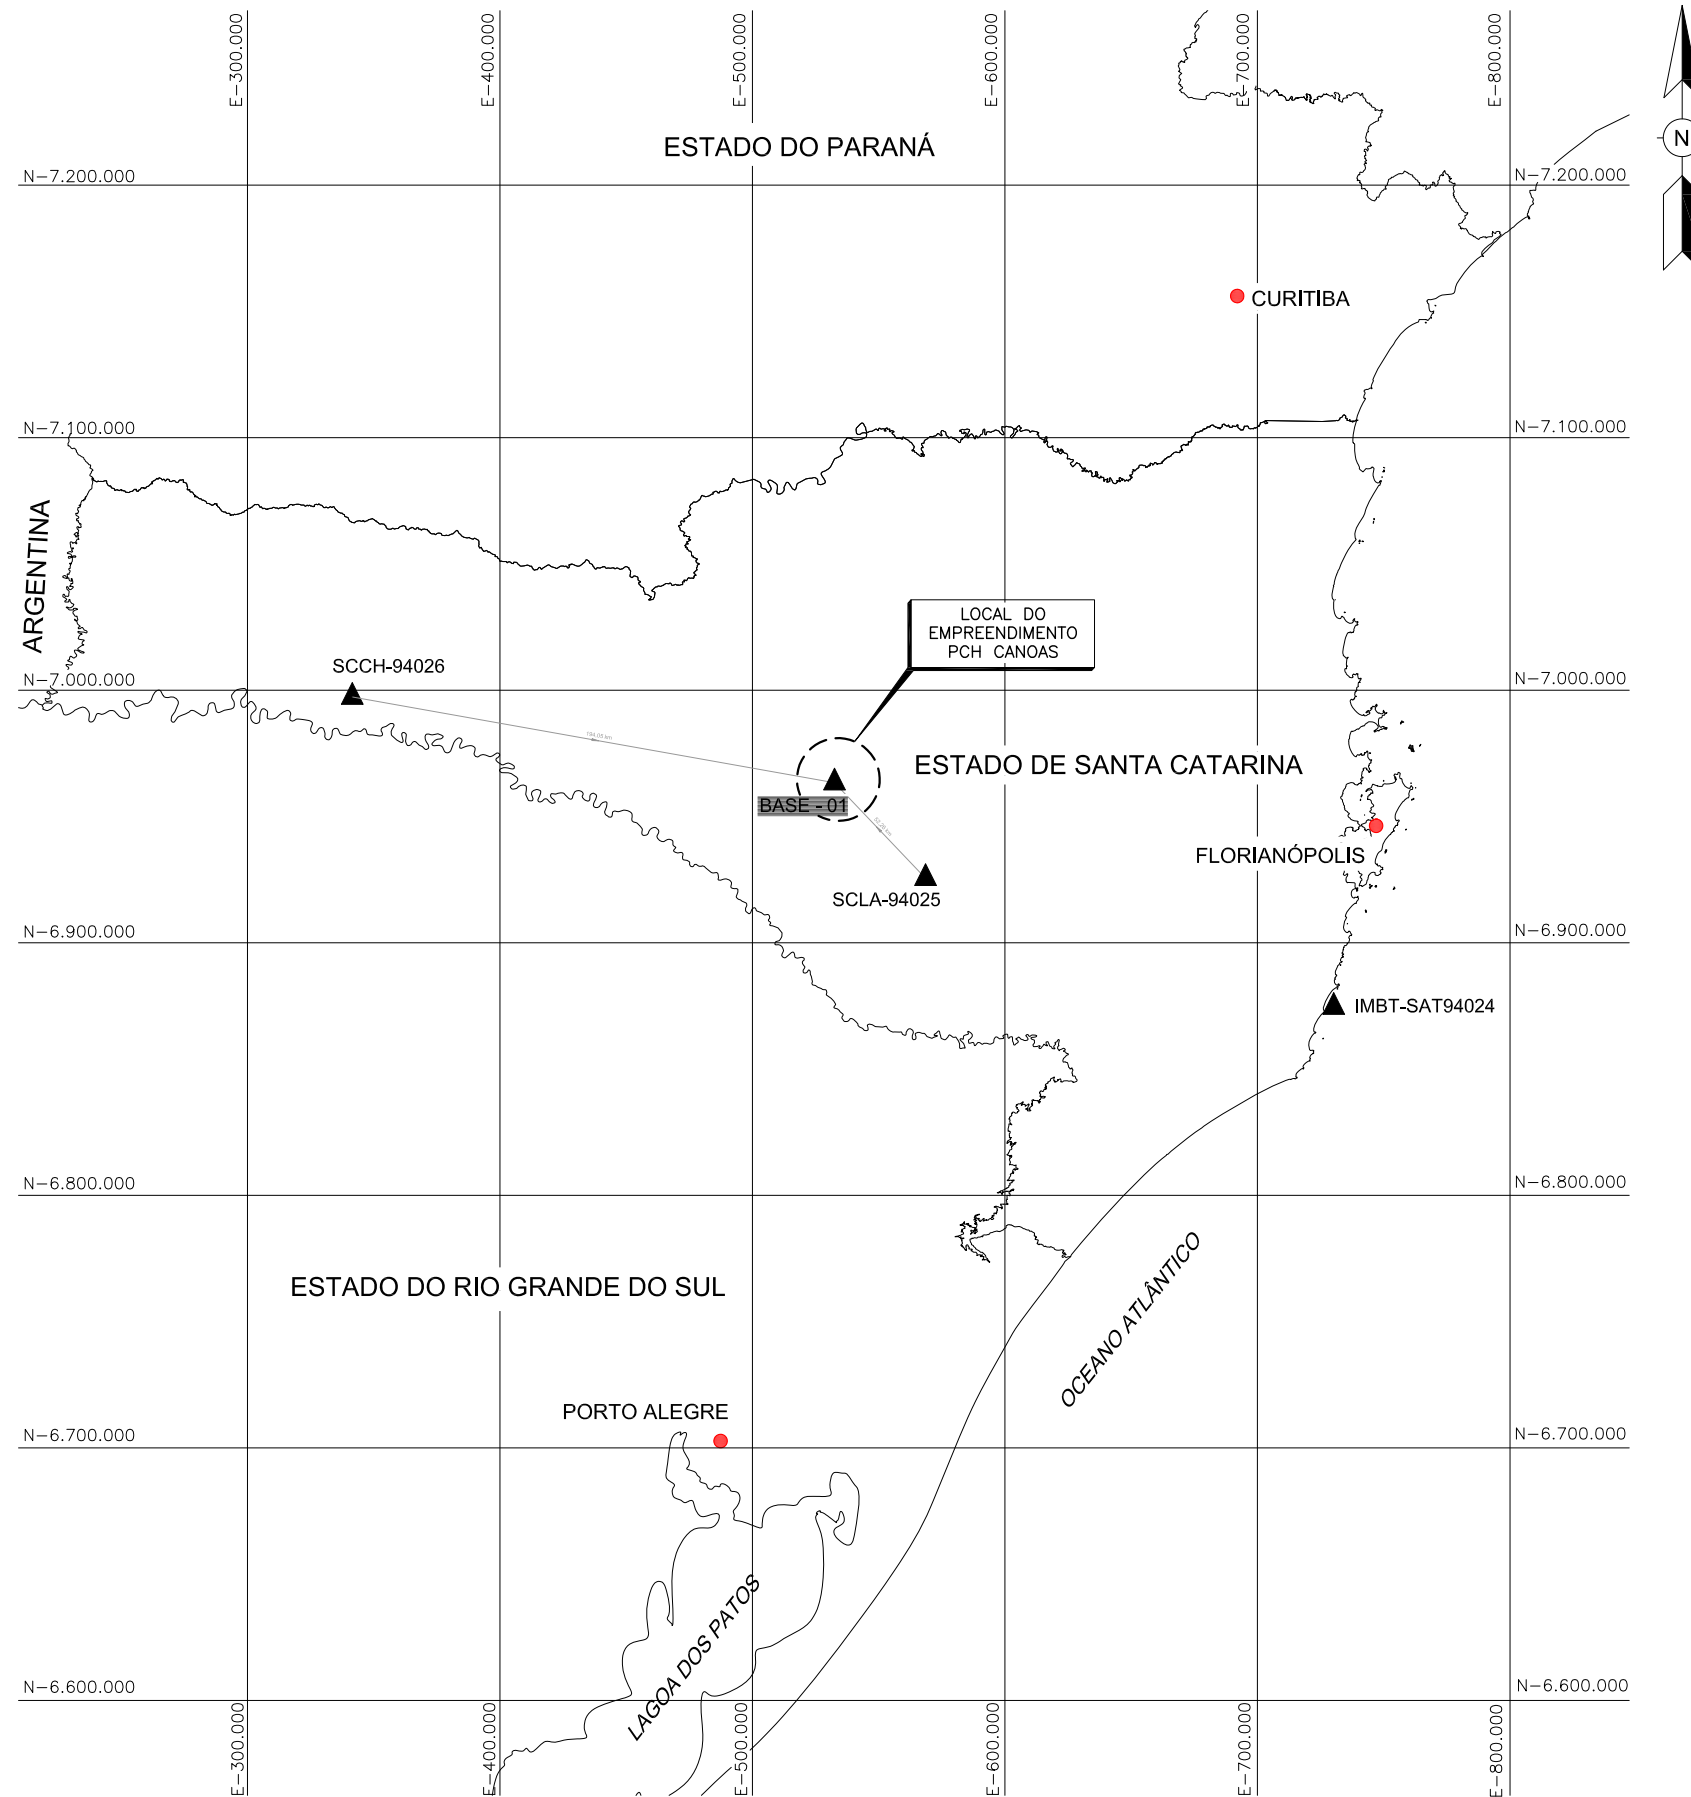 E-300.000
E-400.000
E-500.000
E-600.000
E-700.000
E-800.000
N
ESTADO DO PARANÁ
N-7.200.000
N-7.200.000
CURITIBA
N-7.100.000
N-7.100.000
ARGENTINA
LOCAL DO
EMPREENDIMENTO
PCH CANOAS
SCCH-94026
N-7.000.000
N-7.000.000
ESTADO DE SANTA CATARINA
BASE - 01
FLORIANÓPOLIS
SCLA-94025
N-6.900.000
N-6.900.000
IMBT-SAT94024
N-6.800.000
N-6.800.000
ESTADO DO RIO GRANDE DO SUL
OCEANO ATLÂNTICO
PORTO ALEGRE
N-6.700.000
N-6.700.000
LAGOA DOS PATOS
N-6.600.000
N-6.600.000
E-300.000
E-400.000
E-500.000
E-600.000
E-700.000
E-800.000